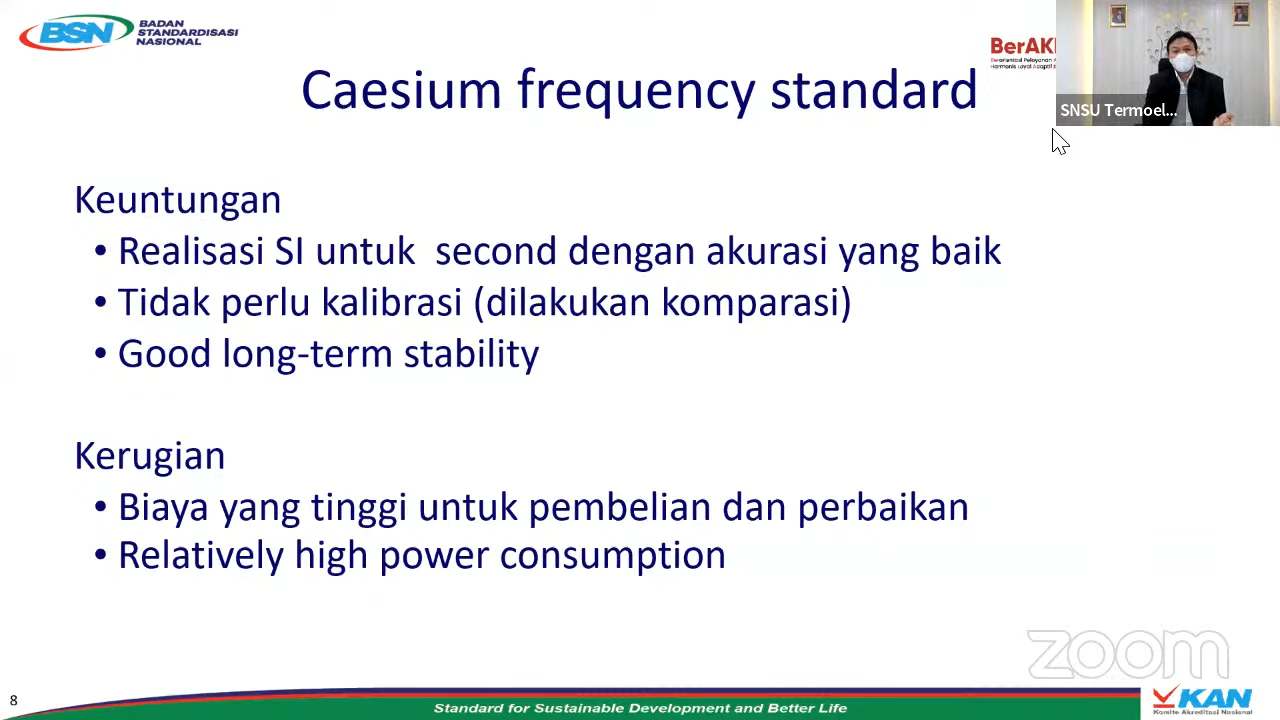 BSN
BADAN
STANDARDISASI
NASIONAL
BerAK
Caesium frequency standard
SNSU Termoel...
Keuntungan
• Realisasi SI untuk second dengan akurasi yang baik
• Tidak perlu kalibrasi (dilakukan komparasi)
• Good long-term stability
Kerugian
• Biaya yang tinggi untuk pembelian dan perbaikan
• Relatively high power consumption
zoom
8
Standard for Sustainable Development and Better Life
KAN
Komite Akreditasi Nasional